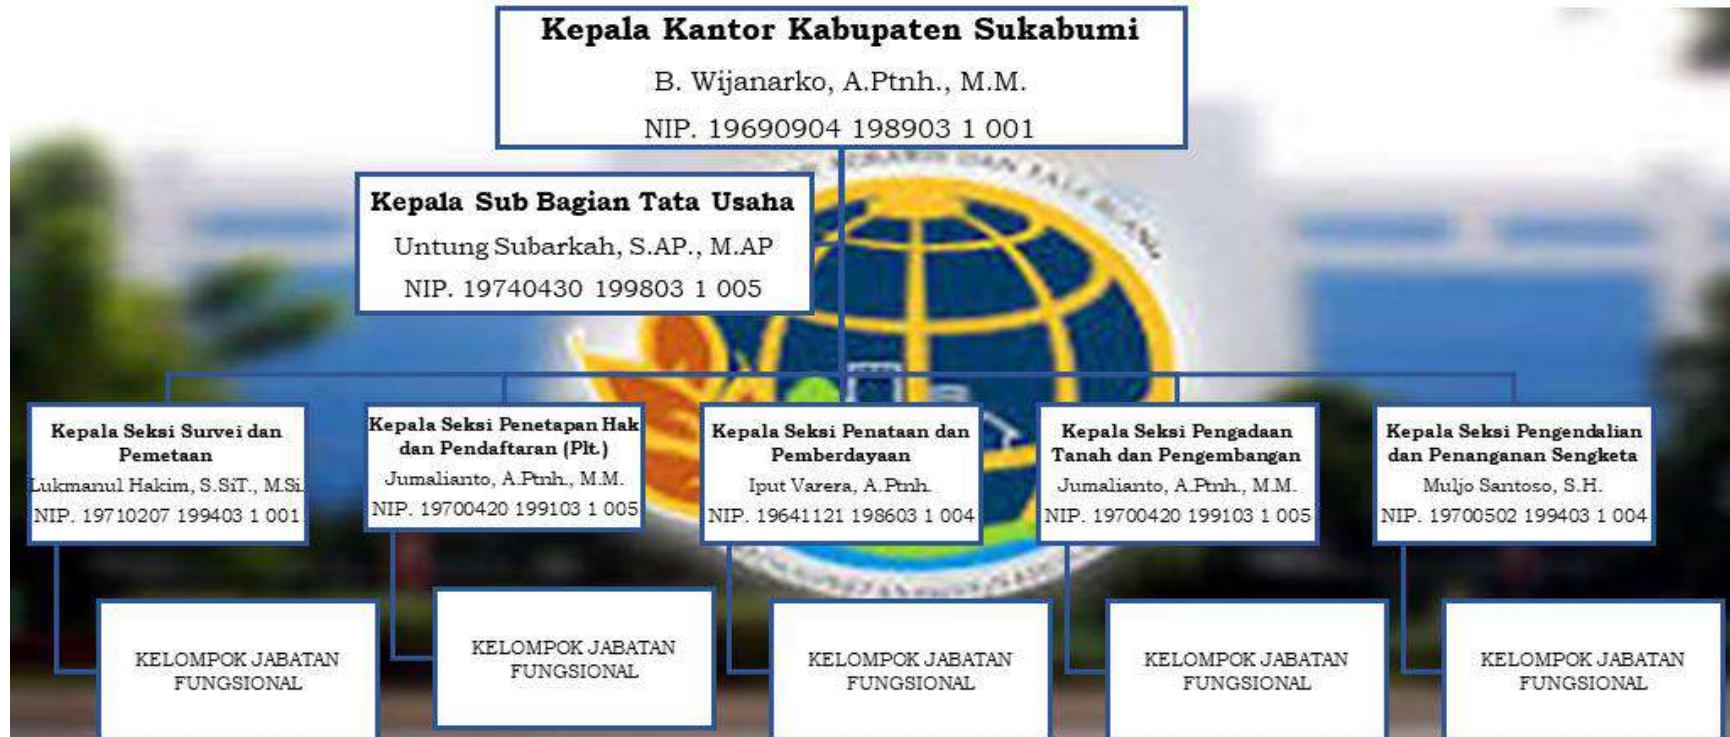 Kepala Kantor Kabupaten Sukabumi
B. Wijanarko, A.Ptnh., M.M.
NIP. 19690904 198903 1 001
DAN
RUANG
Kepala Sub Bagian Tata Usaha
Untung Subarkah, S.AP., M.AP
NIP. 19740430 199803 1 005
Kepala Seksi Survei dan
Pemetaan
Lukmanul Hakim, S.SiT., M.Si.
NIP. 19710207 199403 1 001
Kepala Seksi Penetapan Hak
dan Pendaftaran (Plt.)
Jumalianto, A.Ptnh., M.M.
NIP. 19700420 199103 1 005
Kepala Seksi Penataan dan
Pemberdayaan
Iput Varera, A.Ptnh.
NIP. 19641121 198603 1 004
Kepala Seksi Pengadaan
Tanah dan Pengembangan
Jumalianto, A.Ptnh., M.M.
NIP. 19700420 199103 1 005
Kepala Seksi Pengendalian
dan Penanganan Sengketa
Muljo Santoso, S.H.
NIP. 19700502 199403 1 004
KELOMPOK JABATAN
FUNGSIONAL
KELOMPOK JABATAN
FUNGSIONAL
KELOMPOK JABATAN
FUNGSIONAL
KELOMPOK JABATAN
FUNGSIONAL
KELOMPOK JABATAN
FUNGSIONAL